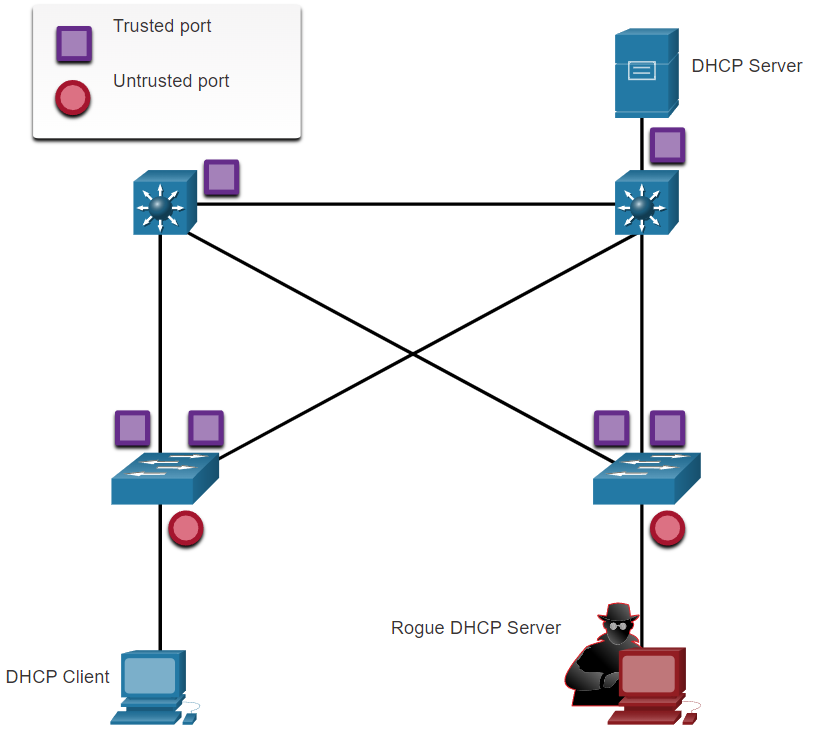 Trusted port
Untrusted port
DHCP Server
Rogue DHCP Server
DHCP Client